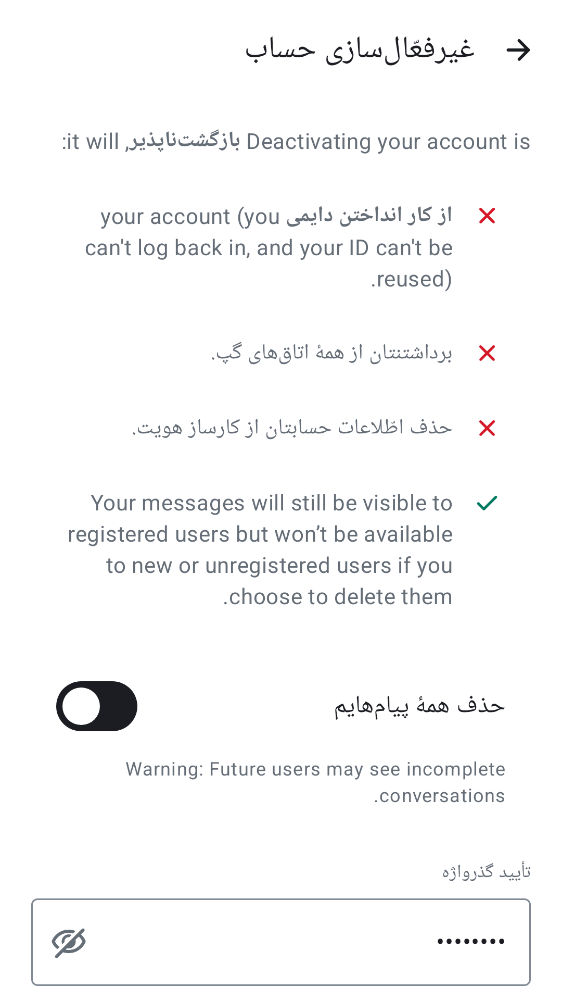 غیرفعّال‌سازی حساب
Deactivating your account is بازگشت‌ناپذیر, it will:
از کار انداختن دایمی your account (you
can't log back in, and your ID can't be
reused).
برداشتنتان از همهٔ اتاق‌های گپ.
حذف اطّلاعات حسابتان از کارساز هویت.
Your messages will still be visible to
registered users but won’t be available
to new or unregistered users if you
choose to delete them.
حذف همهٔ پیام‌هایم
Warning: Future users may see incomplete
conversations.
تأیید گذرواژه
••••••••